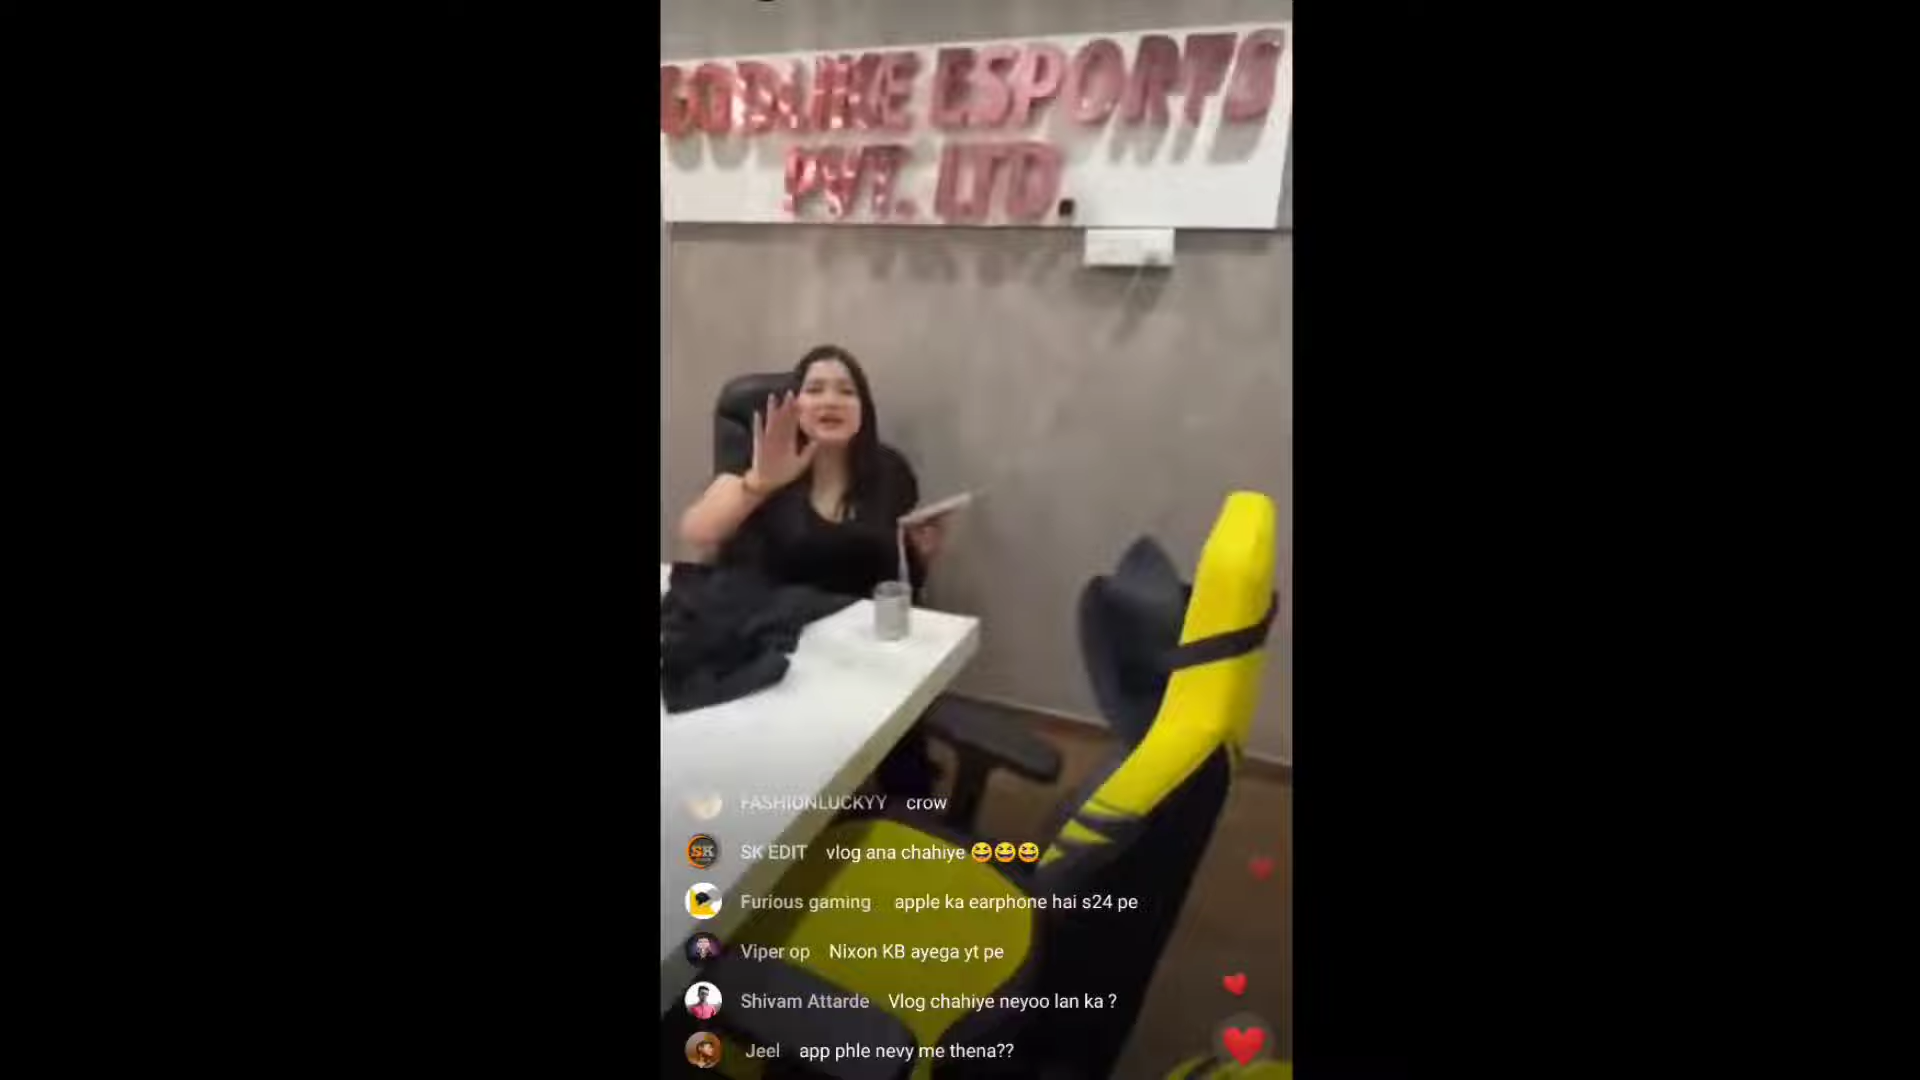 GODLIKE ESPORTS
PVT. LTD.
FASHIONLUCKYY crow
SK EDIT vlog ana chahiye 😆😆😆
Furious gaming apple ka earphone hai s24 pe
Viper op Nixon KB ayega yt pe
Shivam Attarde Vlog chahiye neyoo lan ka ?
Jeel app phle nevy me thena??
SK